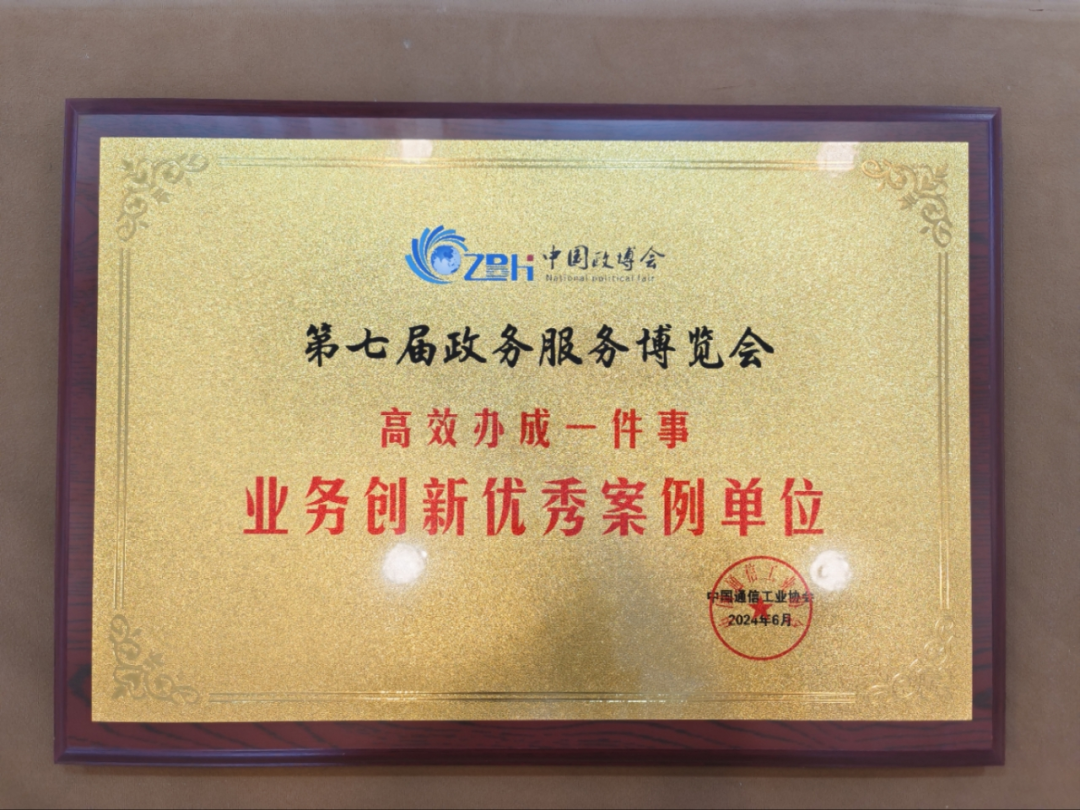 ZBH 中国政博会
National political fair
第七届政务服务博览会
高效办成一件事
业务创新优秀案例单位
中国通信工业协会
2024年6月